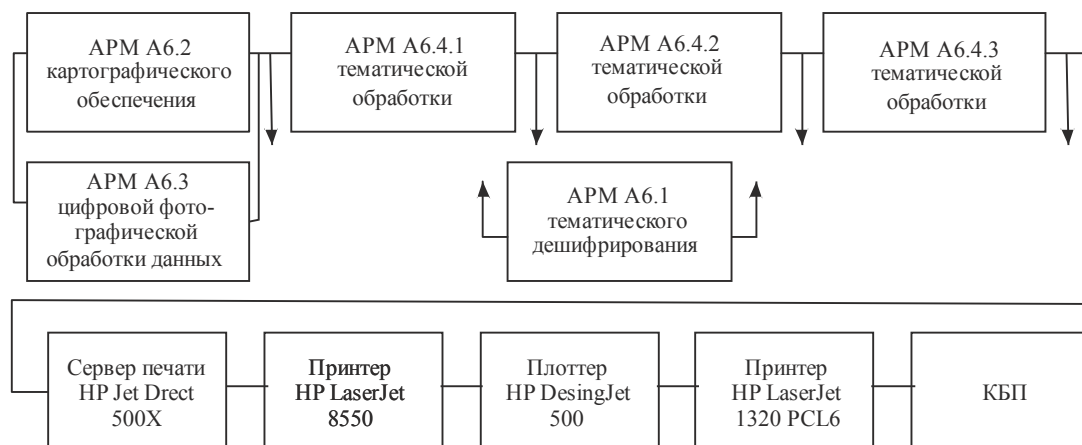 АРМ А6.2
картографического
обеспечения
АРМ А6.4.1
тематической
обработки
АРМ А6.4.2
тематической
обработки
АРМ А6.4.3
тематической
обработки
АРМ А6.3
цифровой фото-
графической
обработки данных
АРМ А6.1
тематического
дешифрирования
Сервер печати
HP Jet Drect
500X
Принтер
HP LaserJet
8550
Плоттер
HP DesingJet
500
Принтер
HP LaserJet
1320 PCL6
КБП